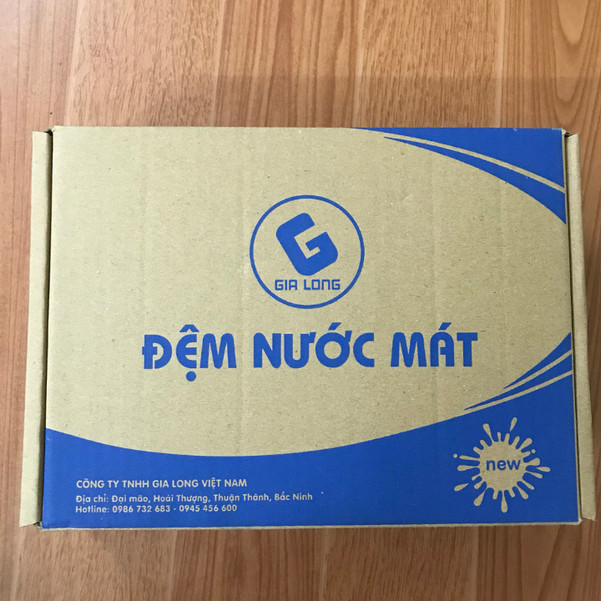 G
GIA LONG
ĐỆM NƯỚC MÁT
new
CÔNG TY TNHH GIA LONG VIỆT NAM
Địa chỉ: Đại mão, Hoài Thượng, Thuận Thành, Bắc Ninh
Hotline: 0986 732 683 - 0945 456 600